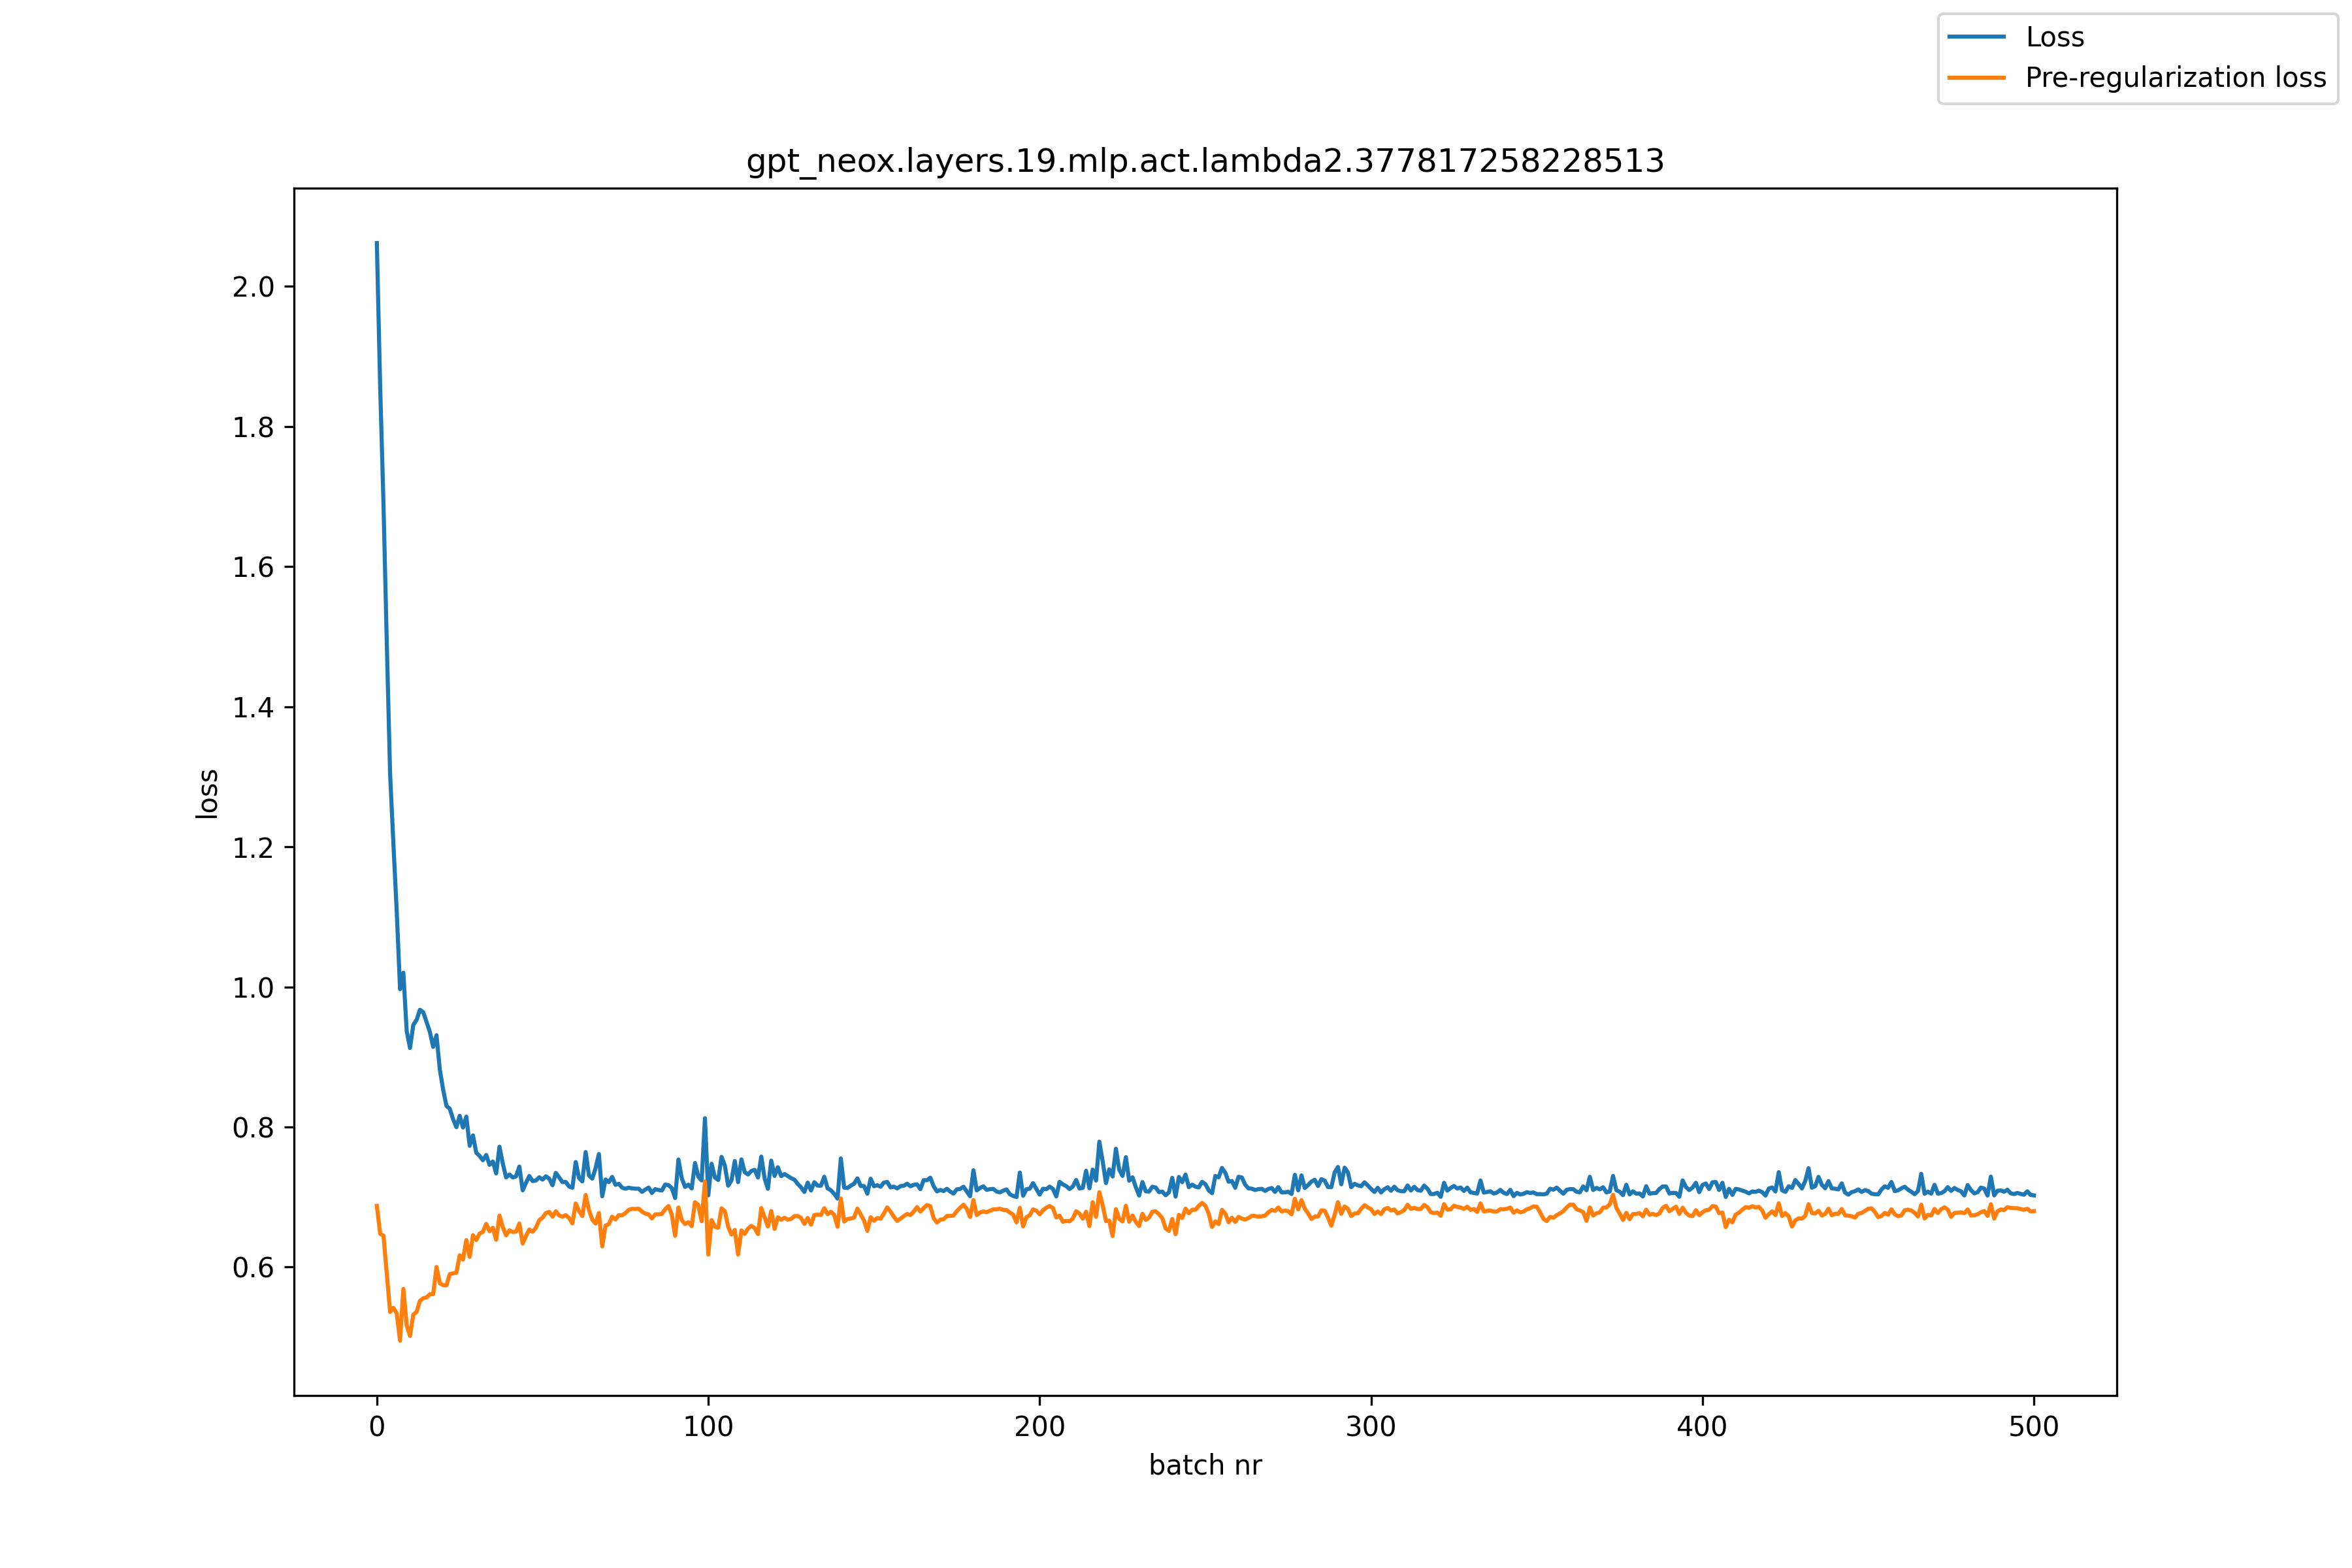 Loss
Pre-regularization loss
gpt_neox.layers.19.mlp.act.lambda2.377817258228513
2.0
1.8
1.6
1.4
1.2
1.0
0.8
0.6
loss
0 100 200 300 400 500
batch nr